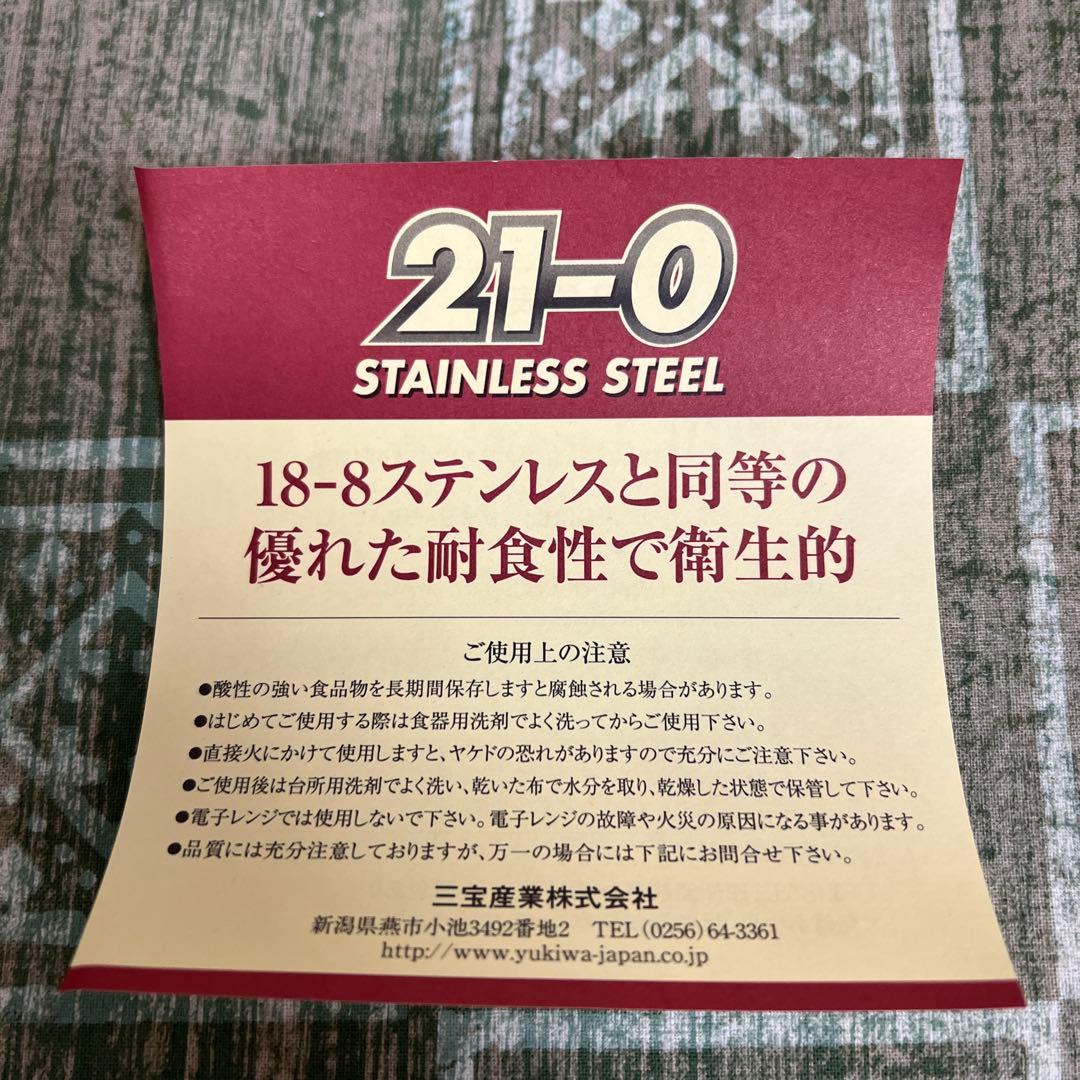 21-0
STAINLESS STEEL
18-8ステンレスと同等の
優れた耐食性で衛生的
ご使用上の注意
●酸性の強い食品物を長期間保存しますと腐蝕される場合があります。
●はじめてご使用する際は食器用洗剤でよく洗ってからご使用下さい。
●直接火にかけて使用しますと、ヤケドの恐れがありますので充分にご注意下さい。
●ご使用後は台所用洗剤でよく洗い、乾いた布で水分を取り、乾燥した状態で保管して下さい。
●電子レンジでは使用しないで下さい。電子レンジの故障や火災の原因になる事があります。
●品質には充分注意しておりますが、万一の場合には下記にお問合せ下さい。
三宝産業株式会社
新潟県燕市小池3492番地2 TEL(0256)64-3361
http://www.yukiwa-japan.co.jp